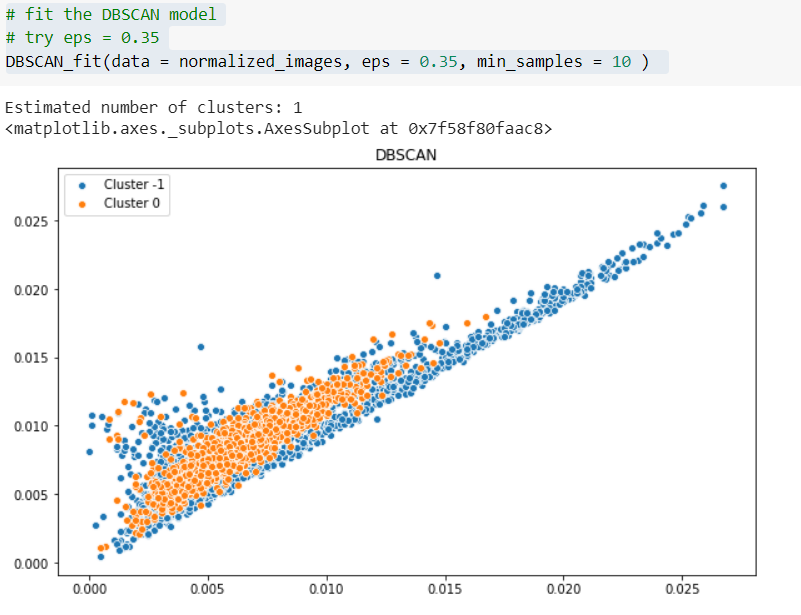 # fit the DBSCAN model
# try eps = 0.35
DBSCAN_fit(data = normalized_images, eps = 0.35, min_samples = 10 )
Estimated number of clusters: 1
<matplotlib.axes._subplots.AxesSubplot at 0x7f58f80faac8>
DBSCAN
Cluster -1
Cluster 0
0.025
0.020
0.015
0.010
0.005
0.000
0.000 0.005 0.010 0.015 0.020 0.025